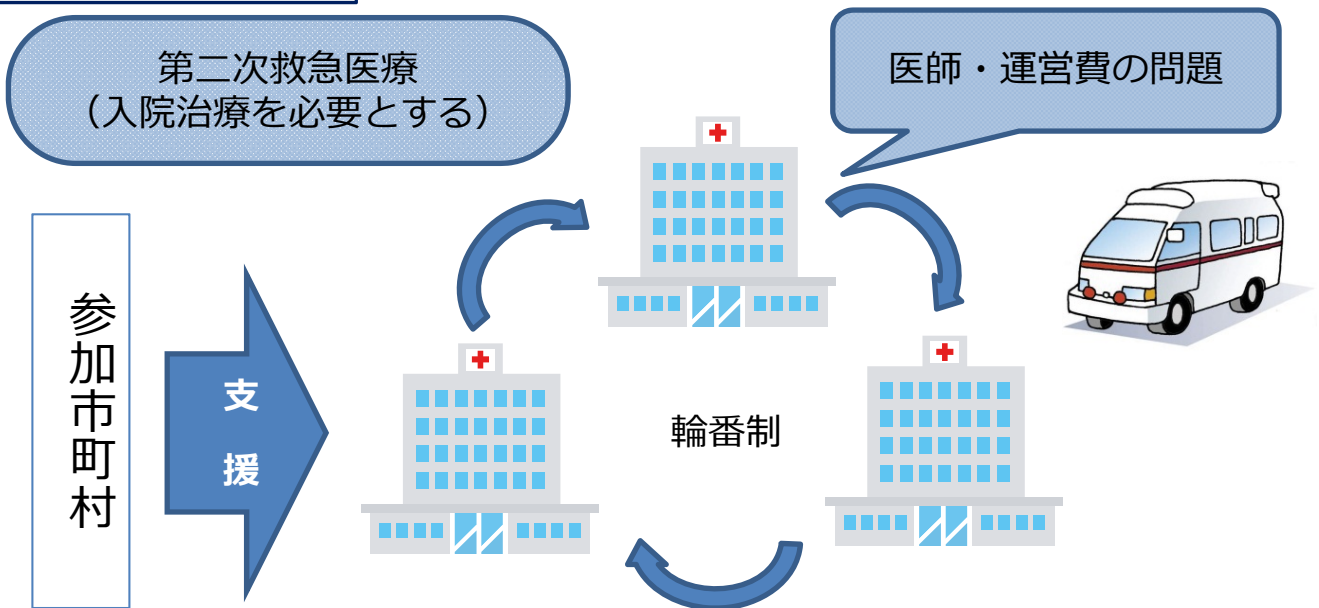 第二次救急医療
（入院治療を必要とする）
医師・運営費の問題
参加市町村
支援
輪番制